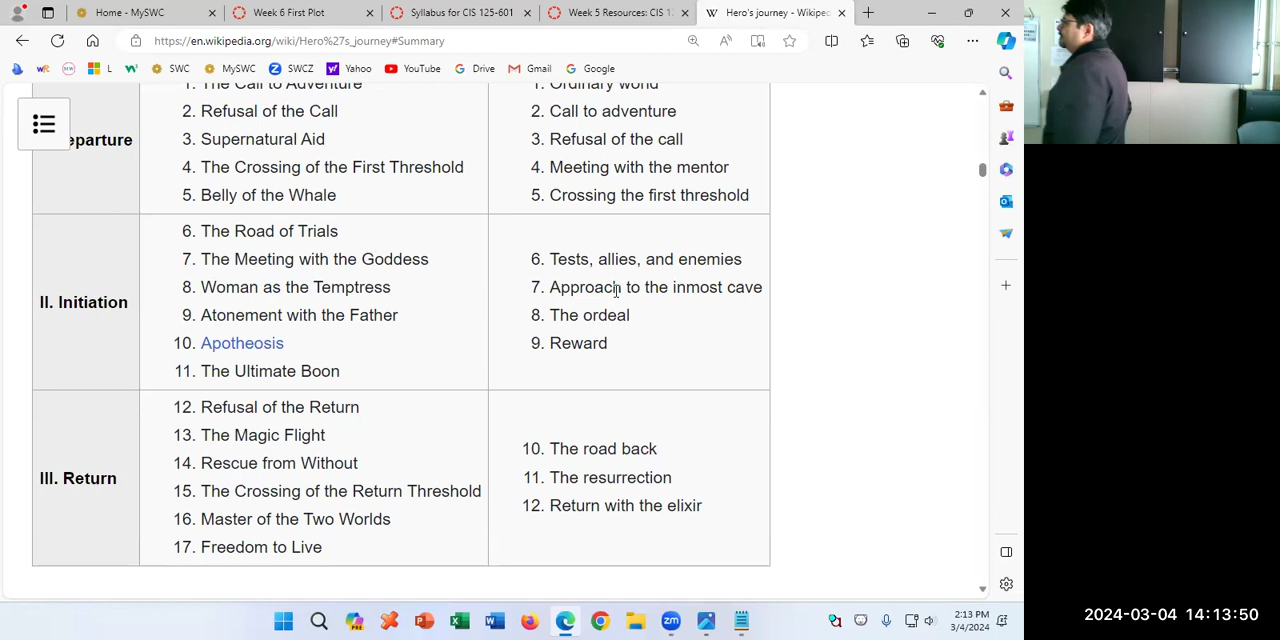 Home - MySWC
Week 6 First Plot
Syllabus for CIS 125-601
Week 5 Resources: CIS 1
W Hero's journey - Wikipe
https://en.wikipedia.org/wiki/Hero%27s_journey#Summary
L
SWC
MySWC
SWCZ
Yahoo
YouTube
Drive
Gmail
Google
eparture
1. The Call to Adventure
2. Refusal of the Call
3. Supernatural Aid
4. The Crossing of the First Threshold
5. Belly of the Whale
1. Ordinary world
2. Call to adventure
3. Refusal of the call
4. Meeting with the mentor
5. Crossing the first threshold
II. Initiation
6. The Road of Trials
7. The Meeting with the Goddess
8. Woman as the Temptress
9. Atonement with the Father
10. Apotheosis
11. The Ultimate Boon
6. Tests, allies, and enemies
7. Approach to the inmost cave
8. The ordeal
9. Reward
III. Return
12. Refusal of the Return
13. The Magic Flight
14. Rescue from Without
15. The Crossing of the Return Threshold
16. Master of the Two Worlds
17. Freedom to Live
10. The road back
11. The resurrection
12. Return with the elixir
2:13 PM
3/4/2024
2024-03-04 14:13:50